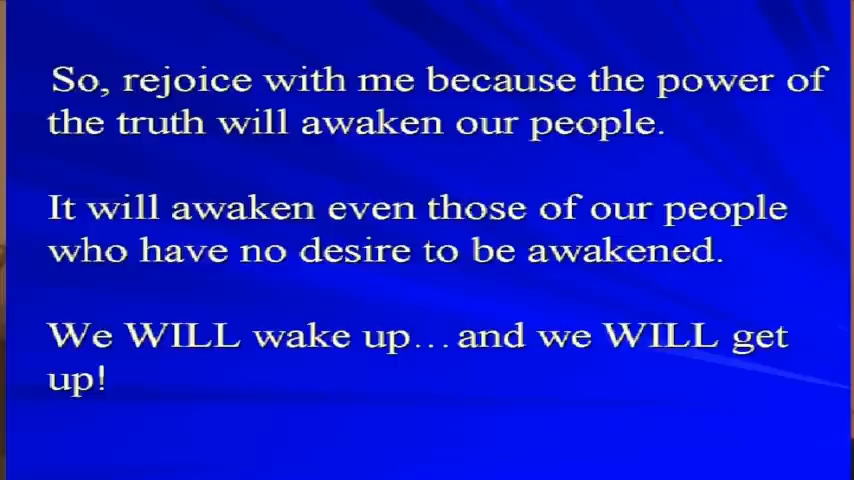 So, rejoice with me because the power of
the truth will awaken our people.
It will awaken even those of our people
who have no desire to be awakened.
We WILL wake up…and we WILL get
up!